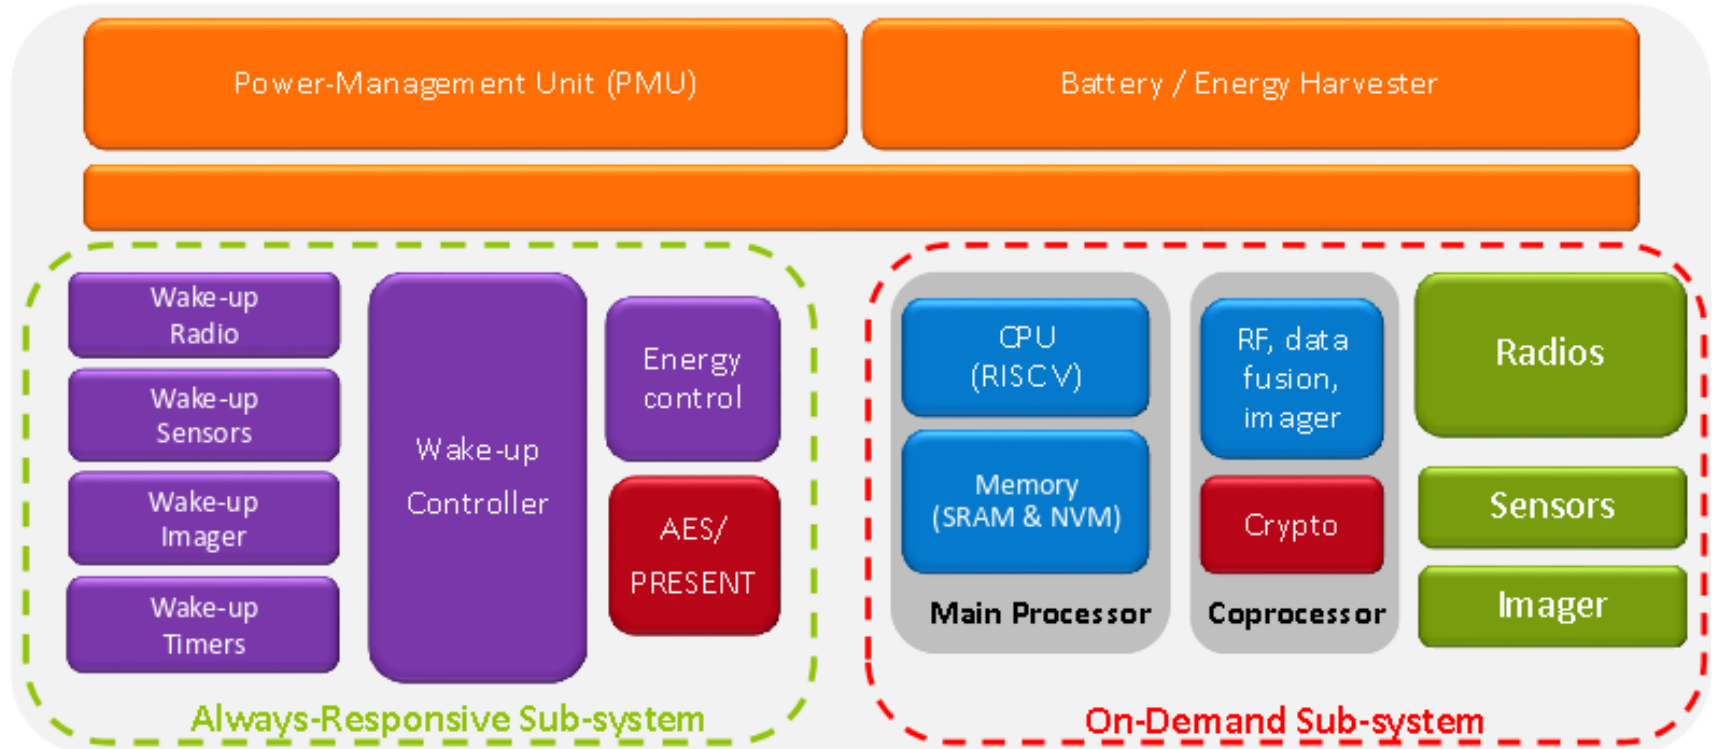 Power-Management Unit (PMU)
Battery / Energy Harvester
Wake-up
Radio
Wake-up
Sensors
Wake-up
Imager
Wake-up
Timers
Wake-up
Controller
Energy
control
AES/
PRESENT
Always-Responsive Sub-system
CPU
(RISCV)
Memory
(SRAM & NVM)
Main Processor
RF, data
fusion,
imager
Crypto
Coprocessor
Radios
Sensors
Imager
On-Demand Sub-system